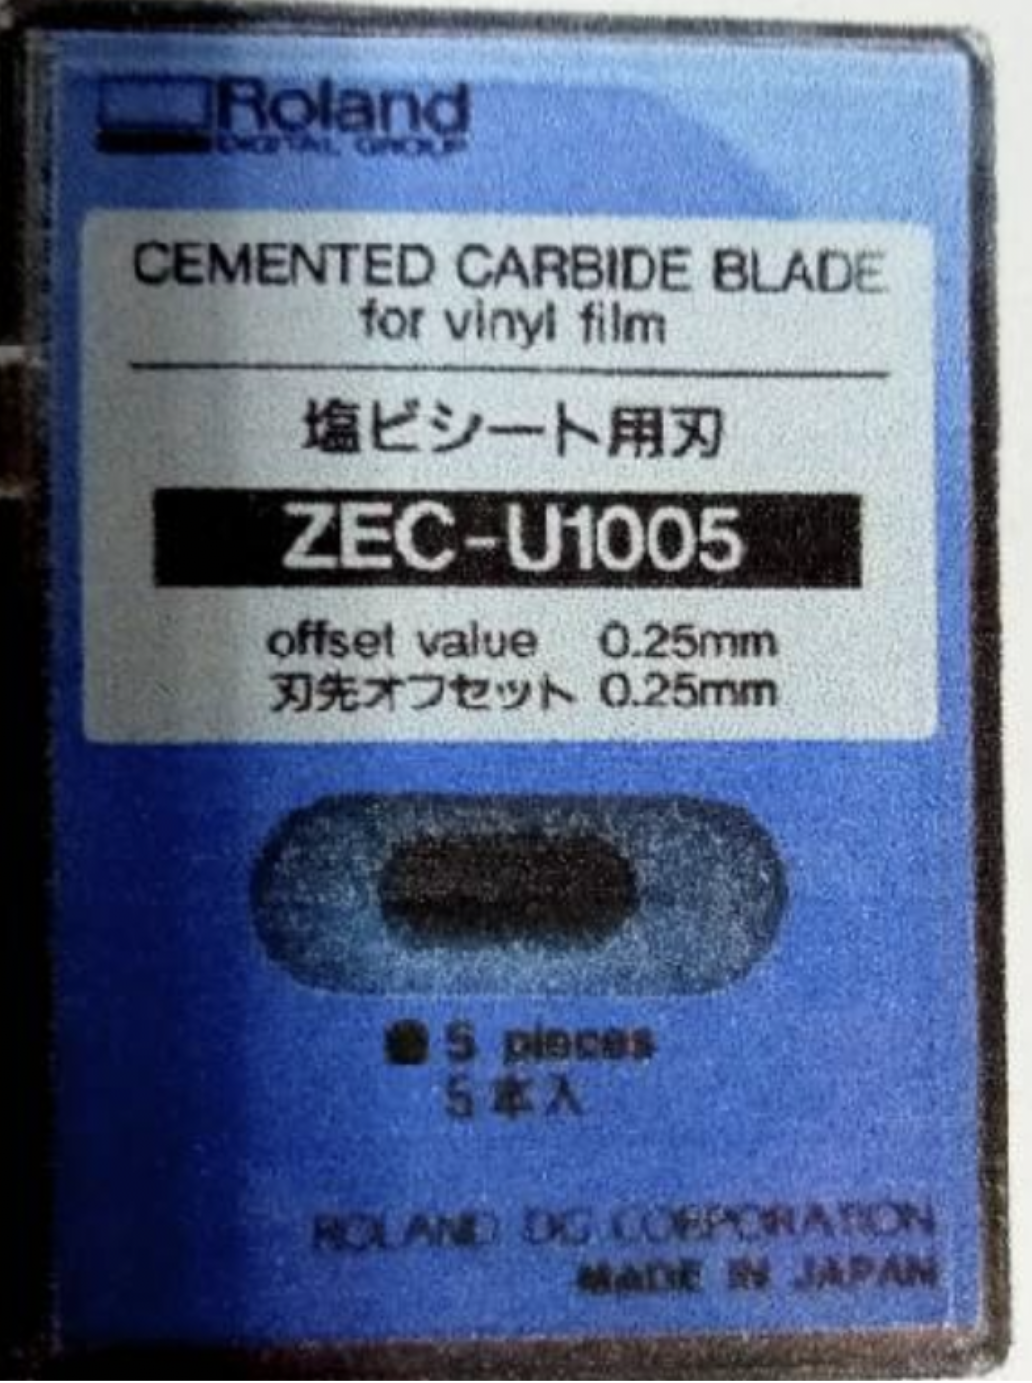 Roland
DIGITAL GROUP
CEMENTED CARBIDE BLADE
for vinyl film
塩ビシート用刃
ZEC-U1005
offset value 0.25mm
刃先オフセット 0.25mm
● 5 pieces
5本入
ROLAND DG CORPORATION
MADE IN JAPAN